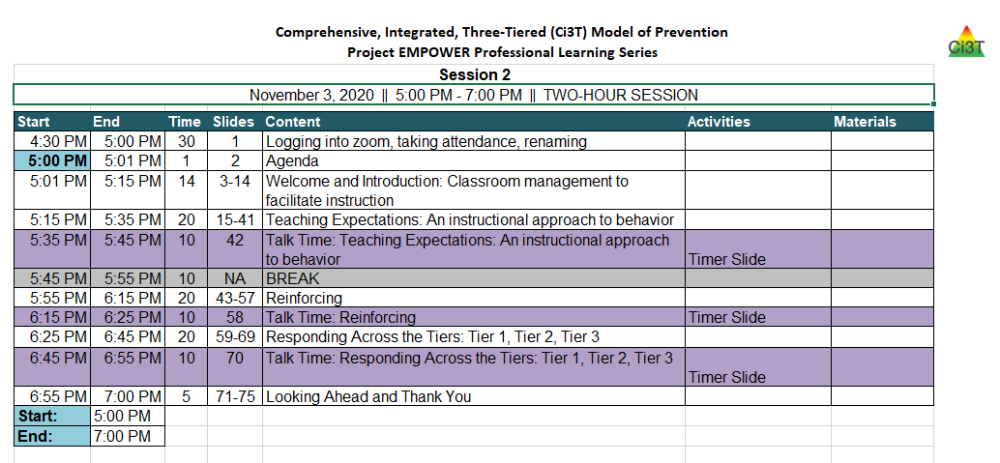 Comprehensive, Integrated, Three-Tiered (Ci3T) Model of Prevention
Project EMPOWER Professional Learning Series
Ci3T
Session 2
November 3, 2020 || 5:00 PM - 7:00 PM || TWO-HOUR SESSION
Start End Time Slides Content Activities Materials
4:30 PM 5:00 PM 30 1 Logging into zoom, taking attendance, renaming
5:00 PM 5:01 PM 1 2 Agenda
5:01 PM 5:15 PM 14 3-14 Welcome and Introduction: Classroom management to
facilitate instruction
5:15 PM 5:35 PM 20 15-41 Teaching Expectations: An instructional approach to behavior
5:35 PM 5:45 PM 10 42 Talk Time: Teaching Expectations: An instructional approach
to behavior Timer Slide
5:45 PM 5:55 PM 10 NA BREAK
5:55 PM 6:15 PM 20 43-57 Reinforcing
6:15 PM 6:25 PM 10 58 Talk Time: Reinforcing Timer Slide
6:25 PM 6:45 PM 20 59-69 Responding Across the Tiers: Tier 1, Tier 2, Tier 3
6:45 PM 6:55 PM 10 70 Talk Time: Responding Across the Tiers: Tier 1, Tier 2, Tier 3
Timer Slide
6:55 PM 7:00 PM 5 71-75 Looking Ahead and Thank You
Start: 5:00 PM
End: 7:00 PM